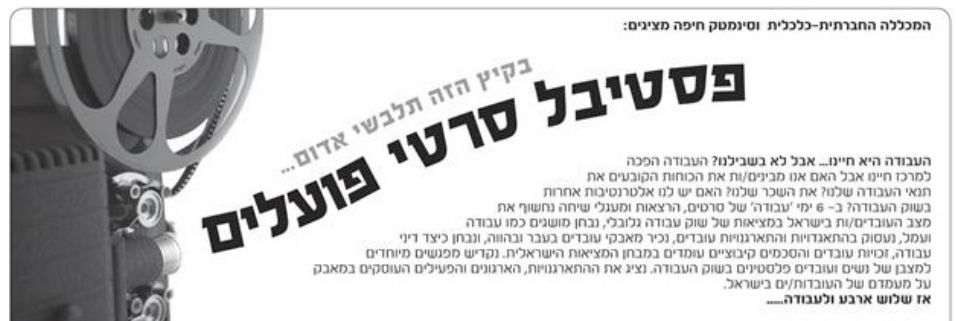 המכללה החברתית-כלכלית וסינמטק חיפה מציגים:
בקיץ הזה תלבשי אדום...
פסטיבל סרטי פועלים
העבודה היא חיינו... אבל לא בשבילנו? העבודה הפכה
למרכז חיינו אבל האם אנו מבינים/ות את הכוחות הקובעים את
תנאי העבודה שלנו? את השכר שלנו? האם יש לנו אלטרנטיבות אחרות
בשוק העבודה? ב- 6 ימי 'עבודה' של סרטים, הרצאות ומעגלי שיחה נחשוף את
מצב העובדים/ות בישראל במציאות של שוק עבודה גלובלי, נבחן מושגים כמו עבודה
ועמל, נעסוק בהתאגדויות והתארגנויות עובדים, נכיר מאבקי עובדים בעבר ובהווה, ונבחן כיצד דיני
עבודה, זכויות עובדים והסכמים קיבוציים עומדים במבחן המציאות הישראלית. נקדיש מפגשים מיוחדים
למצבן של נשים ועובדים פלסטינים בשוק העבודה. נציג את ההתארגנויות, הארגונים והפעילים העוסקים במאבק
על מעמדם של העובדות/ים בישראל.
אז שלוש ארבע ולעבודה.....